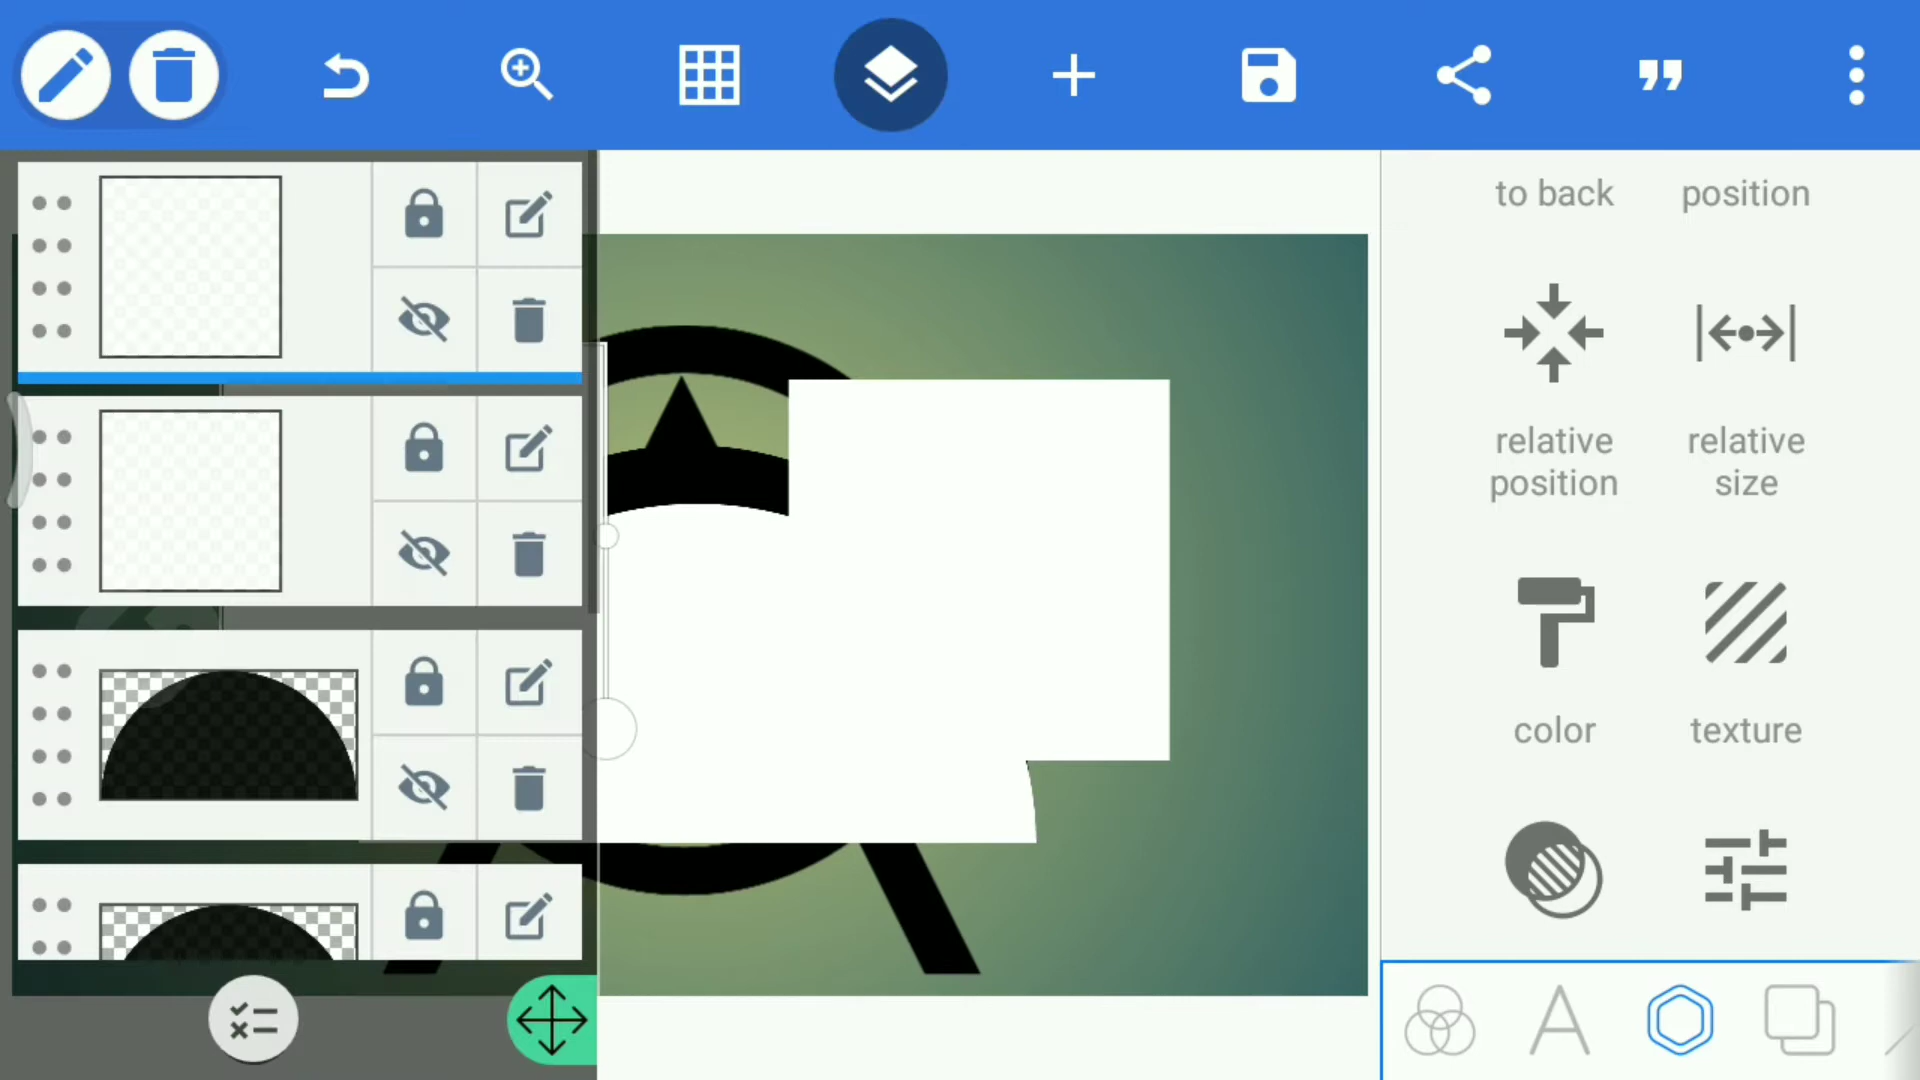 to back
position
relative
position
relative
size
color
texture